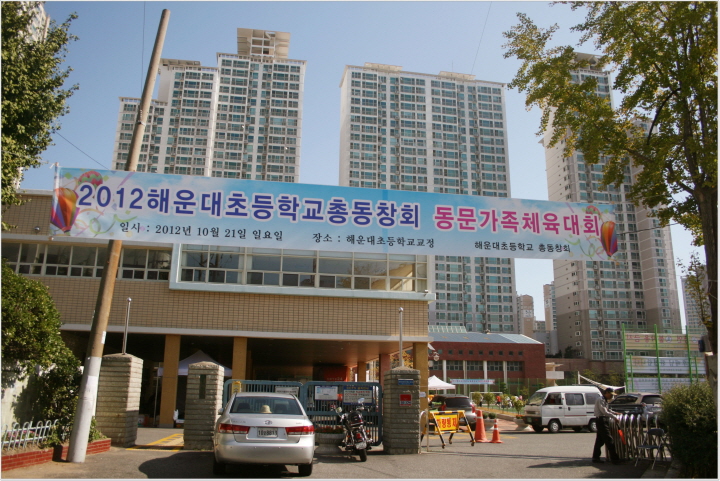 2012해운대초등학교총동창회 동문가족체육대회
일시 : 2012년 10월 21일 일요일 장소 : 해운대초등학교교정 해운대초등학교 총동창회